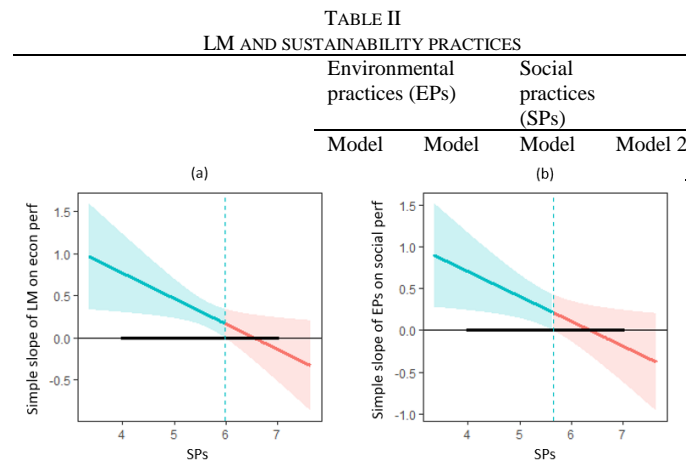 TABLE II
LM AND SUSTAINABILITY PRACTICES
Environmental practices (EPs)
Social practices (SPs)
Model Model Model Model 2
(a)
Simple slope of LM on econ perf
1.5
1.0
0.5
0.0
-0.5
4 5 6 7
SPs
(b)
Simple slope of EPs on social perf
1.5
1.0
0.5
0.0
-0.5
-1.0
4 5 6 7
SPs